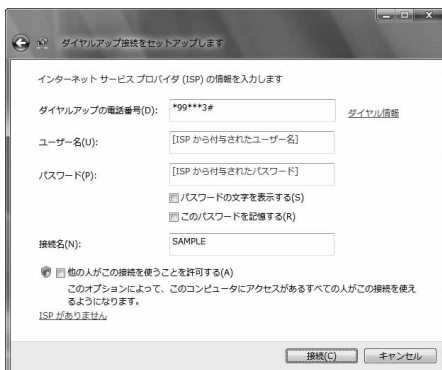 ダイヤルアップ接続をセットアップします
インターネット サービス プロバイダ (ISP) の情報を入力します
ダイヤルアップの電話番号(D):
*99***3#
ダイヤル情報
ユーザー名(U):
[ISP から付与されたユーザー名]
パスワード(P):
[ISP から付与されたパスワード]
パスワードの文字を表示する(S)
このパスワードを記憶する(R)
接続名(N):
SAMPLE
他の人がこの接続を使うことを許可する(A)
このオプションによって、このコンピュータにアクセスがあるすべての人がこの接続を使え
るようになります。
ISP がありません
接続(C)
キャンセル